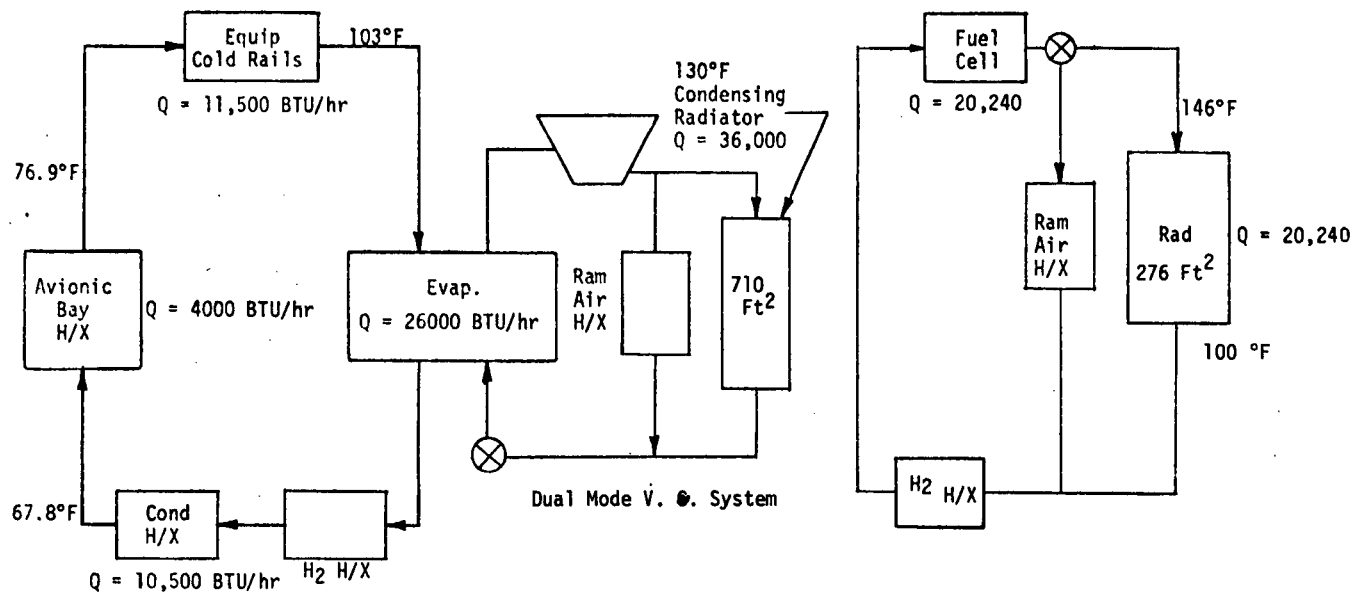 Equip
Cold Rails
103°F
Q = 11,500 BTU/hr
76.9°F
Avionic
Bay
H/X
Q = 4000 BTU/hr
67.8°F
Cond
H/X
Q = 10,500 BTU/hr
H2 H/X
Evap.
Q = 26000 BTU/hr
130°F
Condensing
Radiator
Q = 36,000
Ram
Air
H/X
710
Ft2
Dual Mode V. System
Fuel
Cell
Q = 20,240
146°F
Ram
Air
H/X
Rad
276 Ft2
Q = 20,240
100 °F
H2 H/X